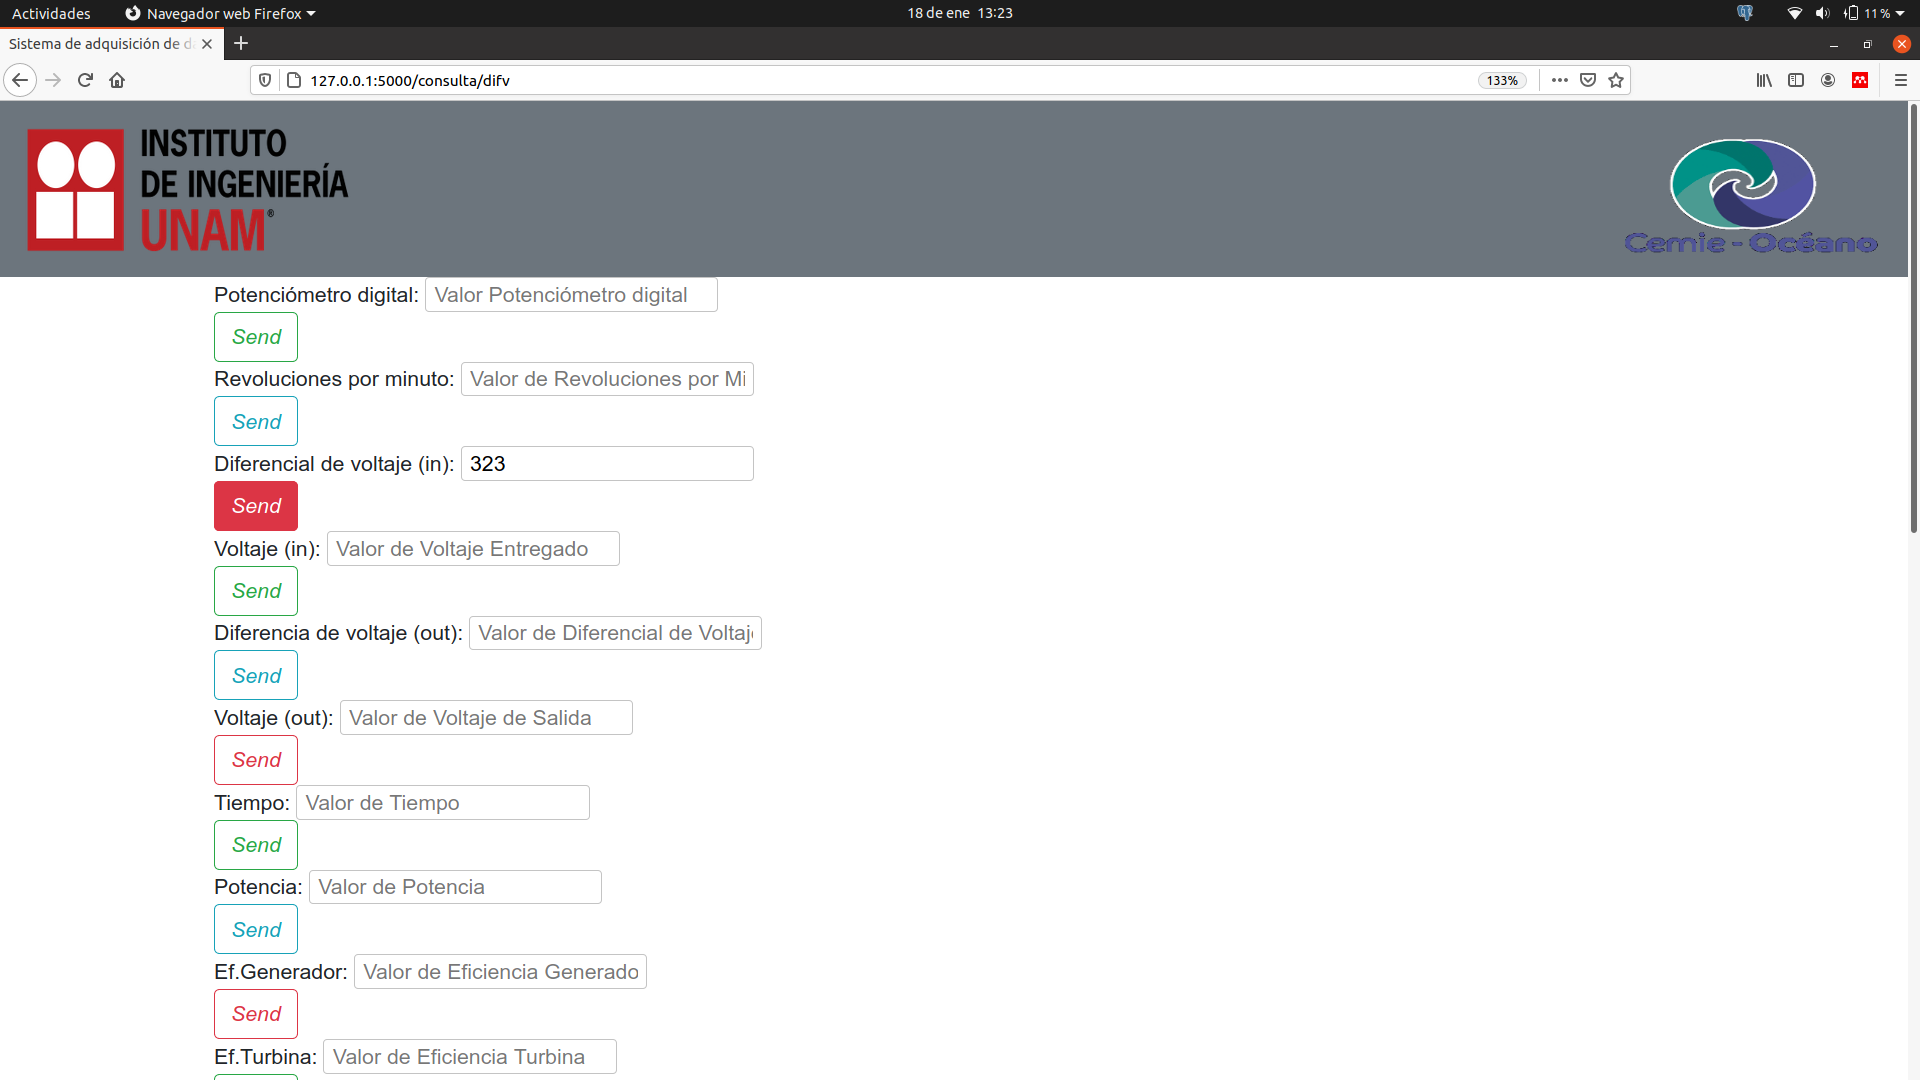 Actividades Navegador web Firefox 18 de ene 13:23 11 %
Sistema de adquisición de d
127.0.0.1:5000/consulta/difv 133%
INSTITUTO
DE INGENIERÍA
UNAM®
Cemie - Océano
Potenciómetro digital: Valor Potenciómetro digital
Send
Revoluciones por minuto: Valor de Revoluciones por Mi
Send
Diferencial de voltaje (in): 323
Send
Voltaje (in): Valor de Voltaje Entregado
Send
Diferencia de voltaje (out): Valor de Diferencial de Voltaje
Send
Voltaje (out): Valor de Voltaje de Salida
Send
Tiempo: Valor de Tiempo
Send
Potencia: Valor de Potencia
Send
Ef.Generador: Valor de Eficiencia Generado
Send
Ef.Turbina: Valor de Eficiencia Turbina